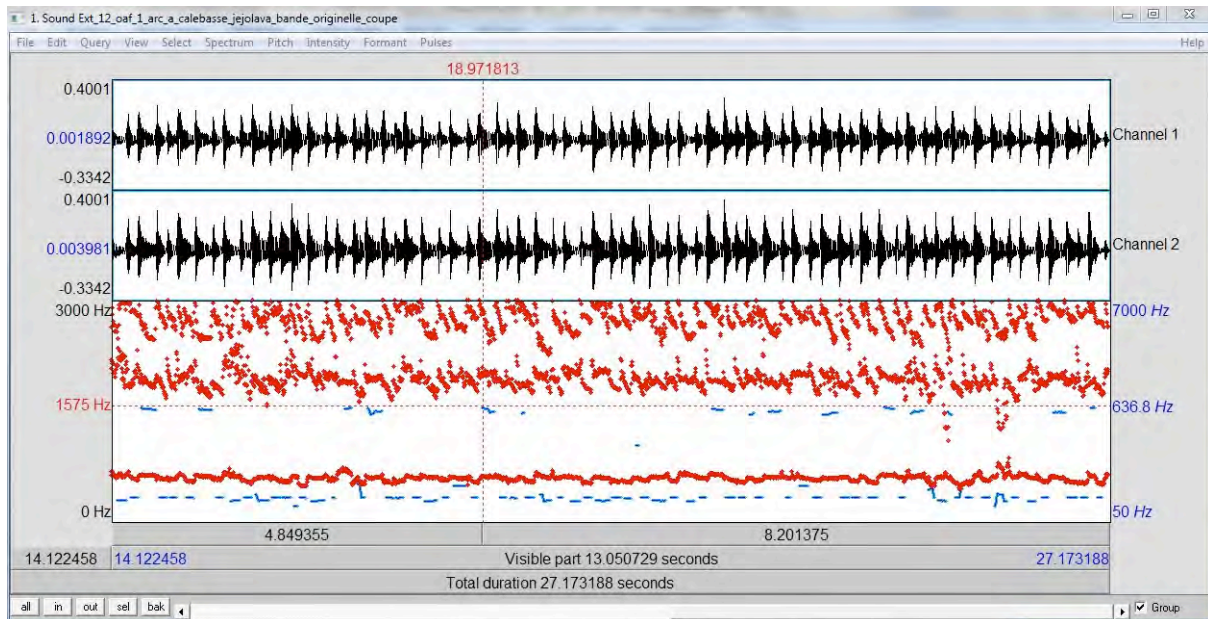 1. Sound Ext_12_oaf_1_arc_a_calebasse_jejolava_bande_originelle_coupe
File Edit Query View Select Spectrum Pitch Intensity Formant Pulses Help
18.971813
0.4001
0.001892 Channel 1
-0.3342
0.4001
0.003981 Channel 2
-0.3342
3000 Hz 7000 Hz
1575 Hz 636.8 Hz
0 Hz 50 Hz
4.849355 8.201375
14.122458 14.122458 Visible part 13.050729 seconds 27.173188
Total duration 27.173188 seconds
all in out sel bak Group